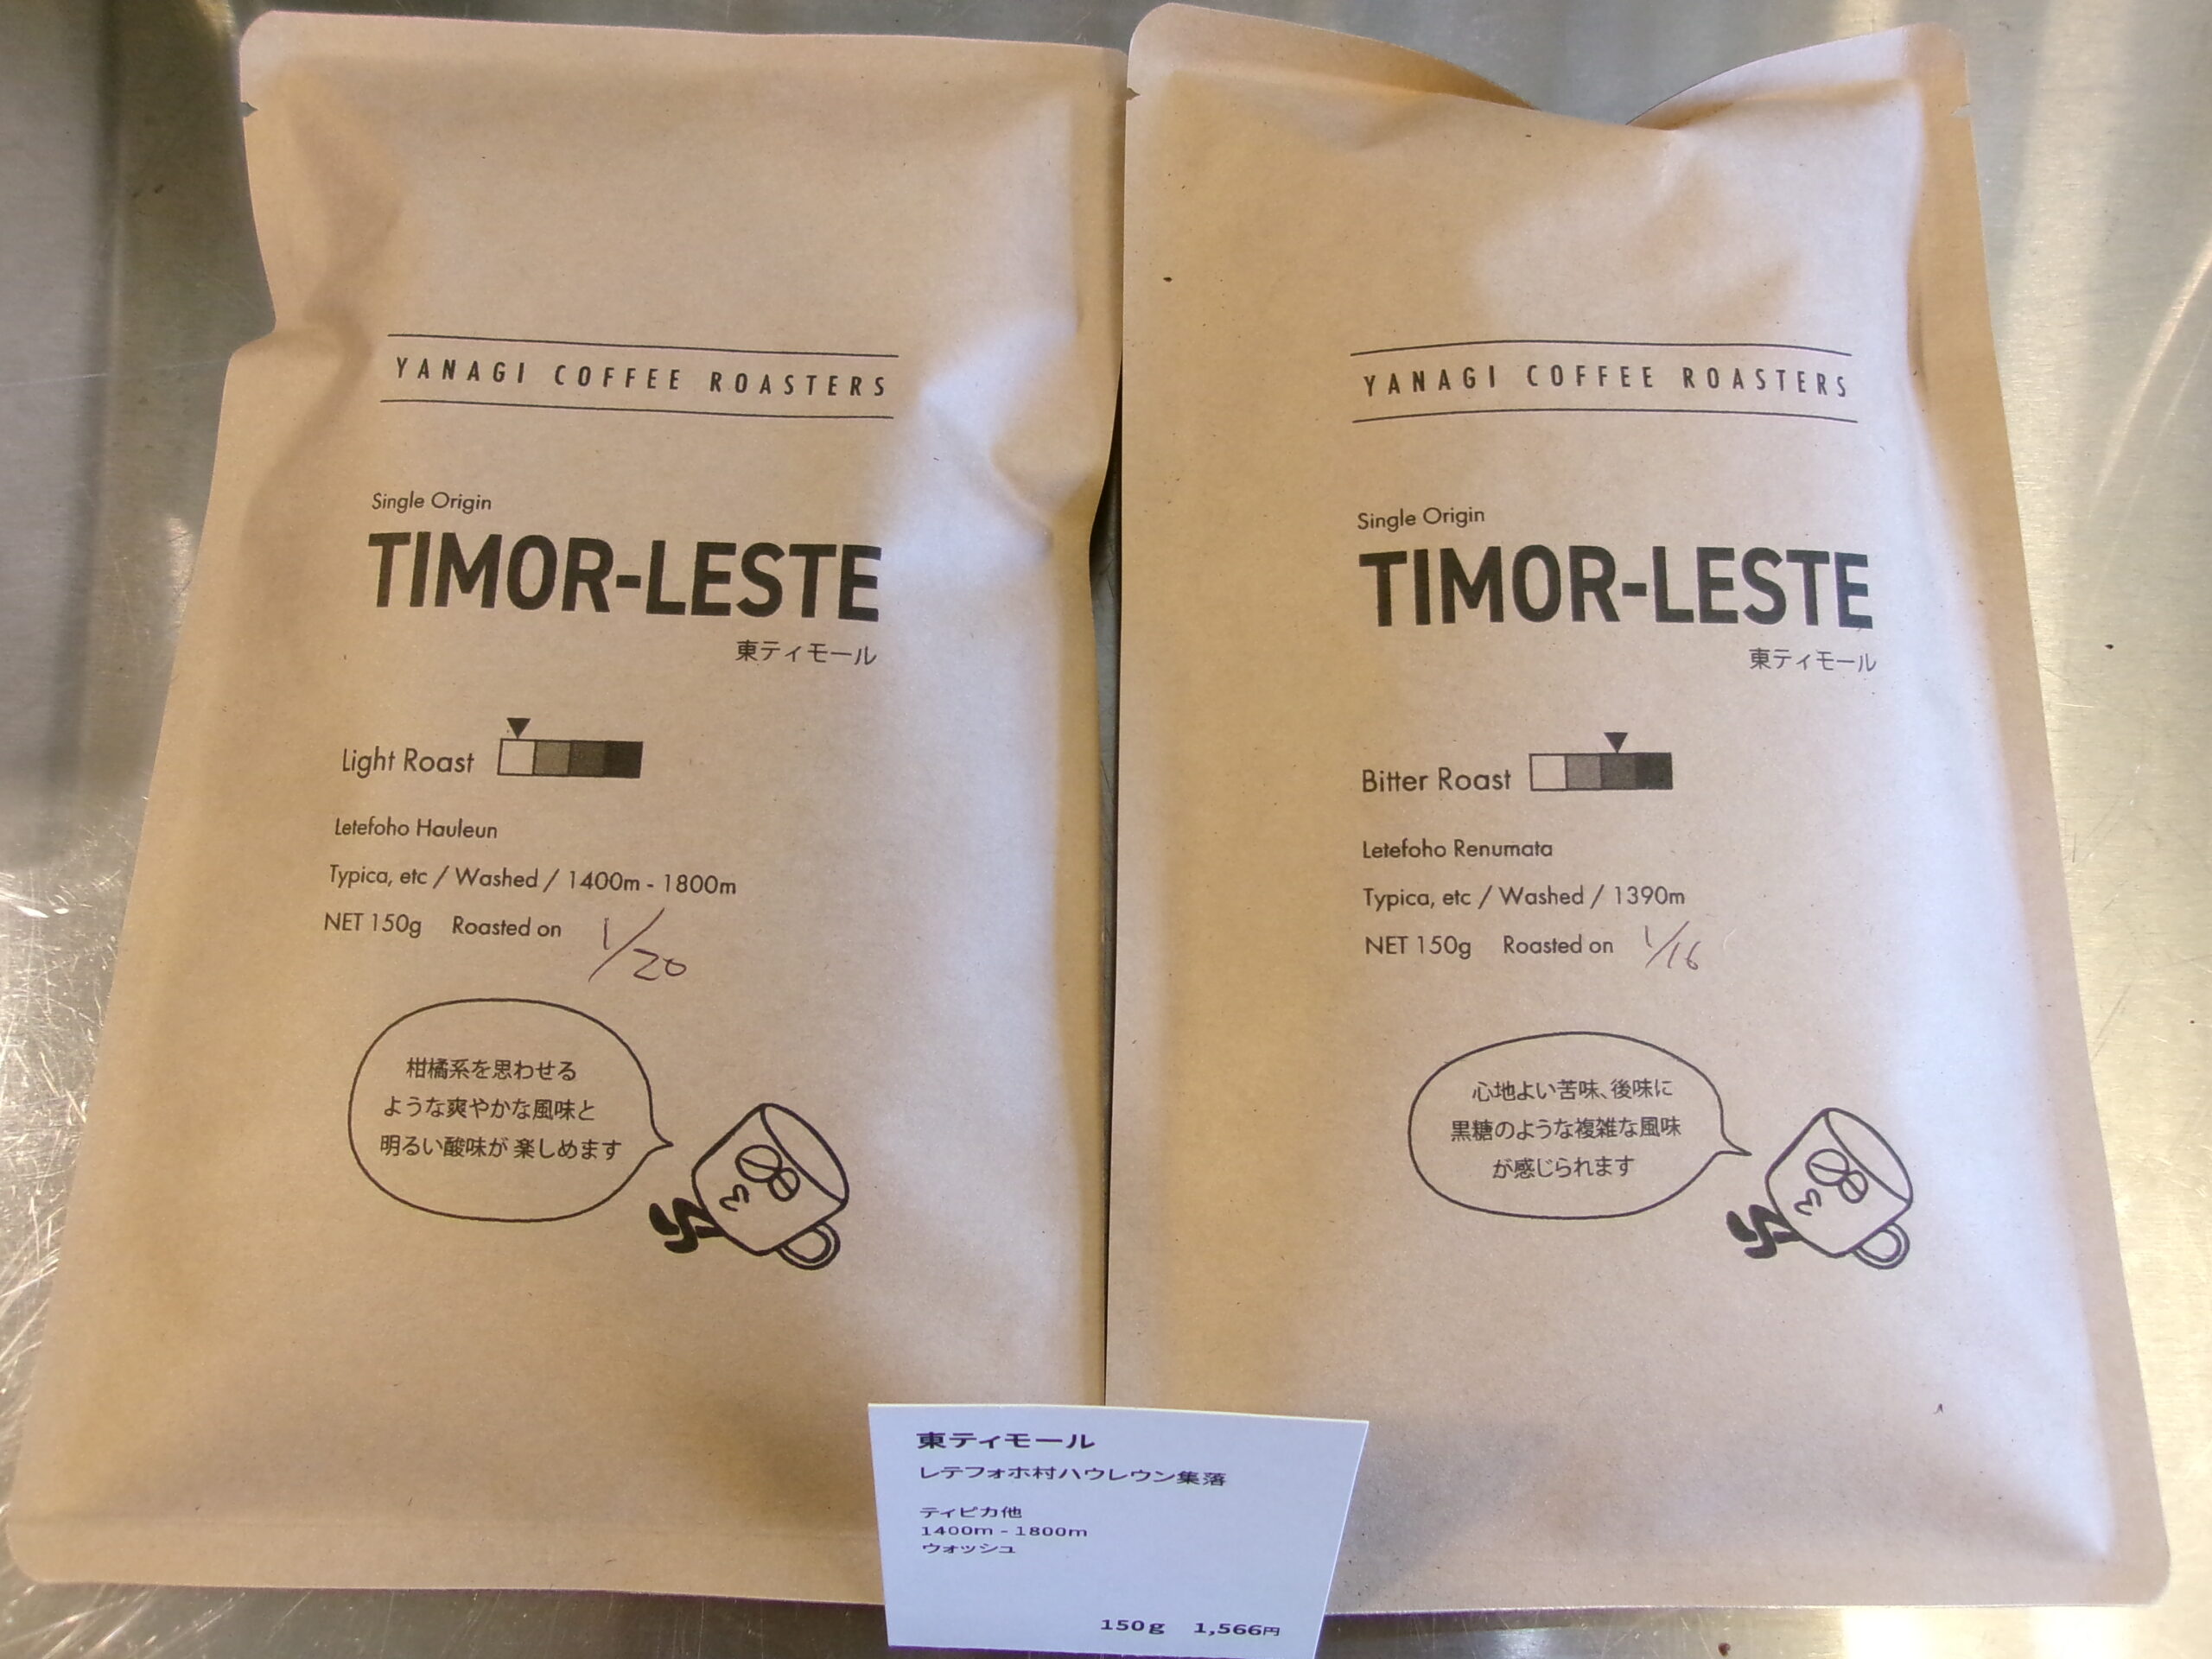 YANAGI COFFEE ROASTERS
Single Origin
TIMOR-LESTE
東ティモール
Light Roast
Letefoho Hauleun
Typica, etc / Washed / 1400m - 1800m
NET 150g Roasted on 1/20
柑橘系を思わせる
ような爽やかな風味と
明るい酸味が 楽しめます
YANAGI COFFEE ROASTERS
Single Origin
TIMOR-LESTE
東ティモール
Bitter Roast
Letefoho Renumata
Typica, etc / Washed / 1390m
NET 150g Roasted on 1/16
心地よい苦味、後味に
黒糖のような複雑な風味
が感じられます
東ティモール
レテフォホ村ハウレウン集落
ティピカ他
1400m - 1800m
ウォッシュ
150g 1,566円